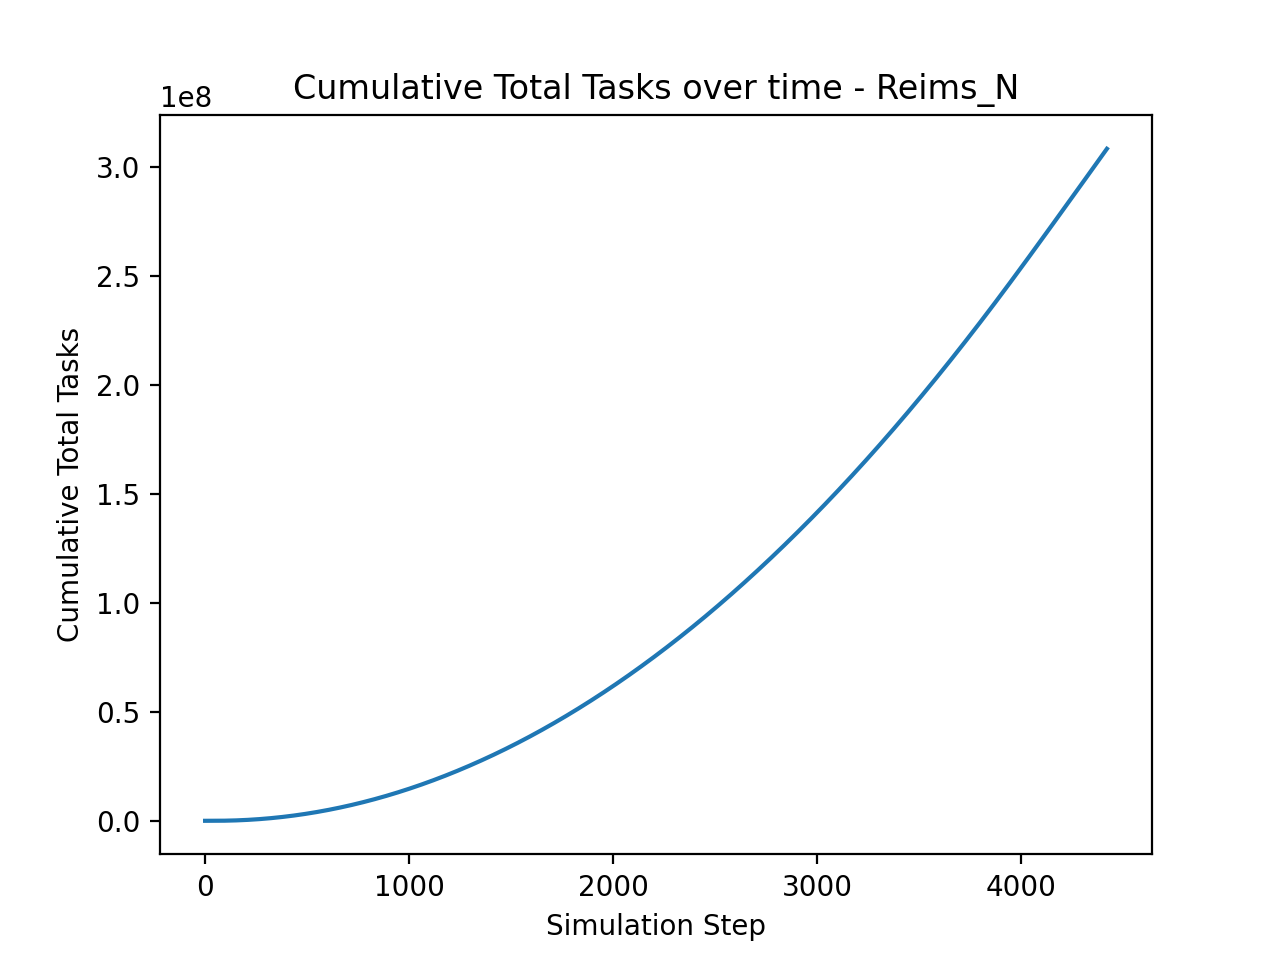 Cumulative Total Tasks over time - Reims_N
1e8
3.0
2.5
2.0
1.5
1.0
0.5
0.0
Cumulative Total Tasks
0 1000 2000 3000 4000
Simulation Step